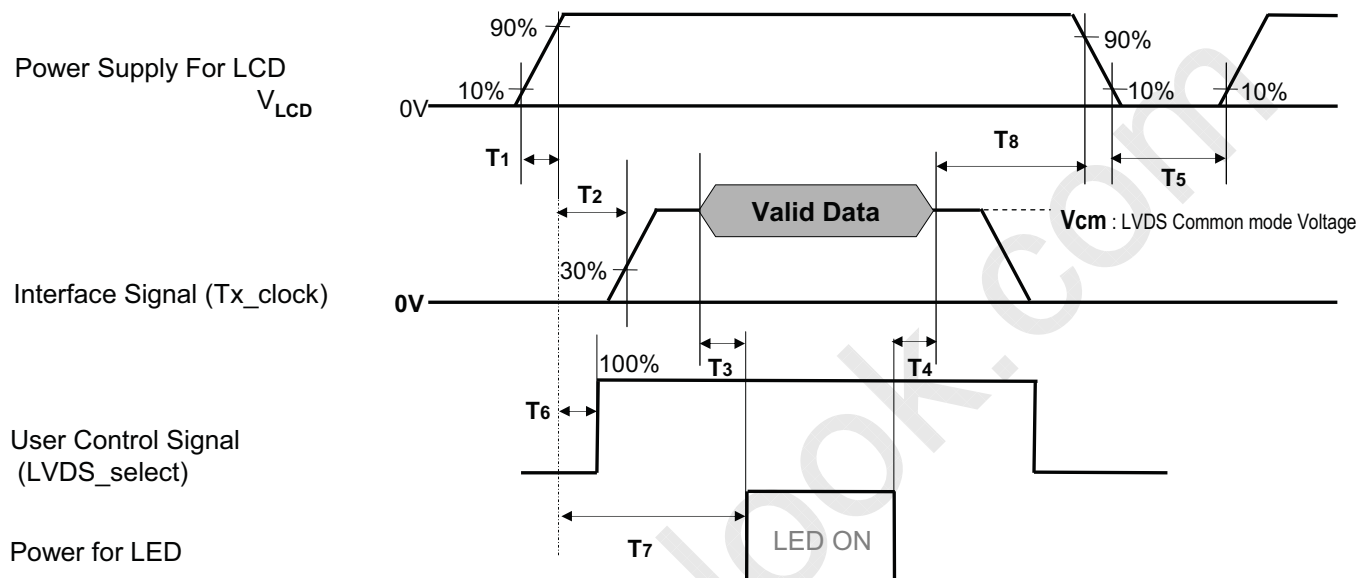 90%
90%
Power Supply For LCD
VLCD
10%
10%
10%
0V
T1
T8
T5
T2
Valid Data
Vcm : LVDS Common mode Voltage
30%
Interface Signal (Tx_clock)
0V
T3
T4
100%
T6
User Control Signal
(LVDS_select)
T7
LED ON
Power for LED
look.com